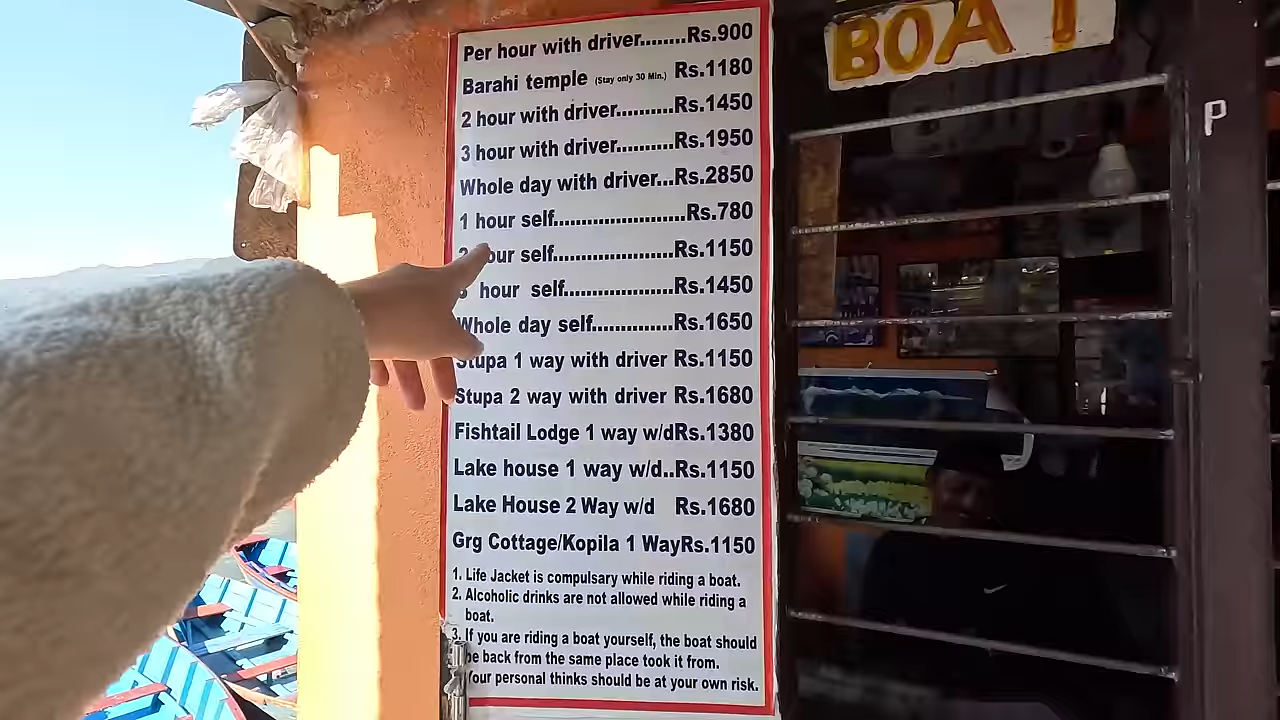 Per hour with driver........Rs.900
Barahi temple (Stay only 30 Min.) Rs.1180
2 hour with driver..........Rs.1450
3 hour with driver..........Rs.1950
Whole day with driver...Rs.2850
1 hour self.......................Rs.780
2 hour self.....................Rs.1150
hour self...................Rs.1450
Whole day self..............Rs.1650
Stupa 1 way with driver Rs.1150
Stupa 2 way with driver Rs.1680
Fishtail Lodge 1 way w/dRs.1380
Lake house 1 way w/d..Rs.1150
Lake House 2 Way w/d Rs.1680
Grg Cottage/Kopila 1 WayRs.1150
1. Life Jacket is compulsary while riding a boat.
2. Alcoholic drinks are not allowed while riding a
boat.
3. If you are riding a boat yourself, the boat should
be back from the same place took it from.
Your personal thinks should be at your own risk.
BOAT
P